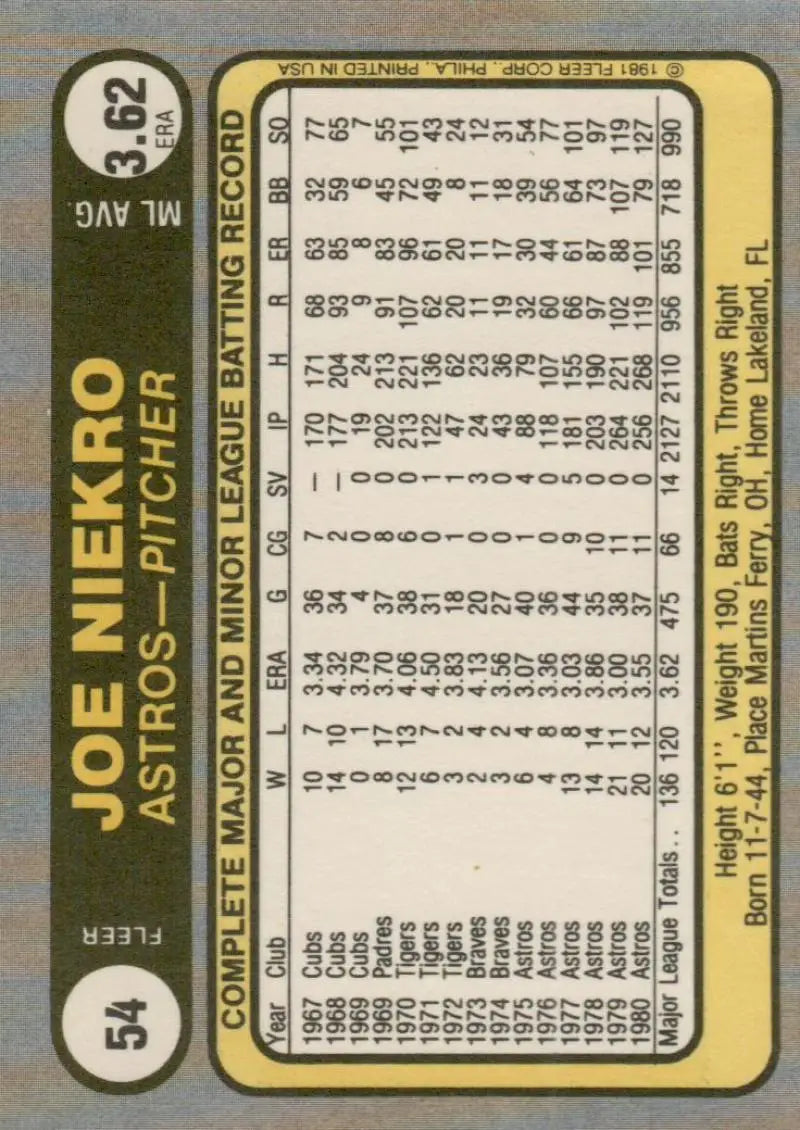 54
FLEER
JOE NIEKRO
ASTROS—PITCHER
ML AVG.
3.62
ERA
COMPLETE MAJOR AND MINOR LEAGUE BATTING RECORD
Year Club W L ERA G CG SV IP H R ER BB SO
1967 Cubs 10 7 3.34 36 7 — 170 171 68 63 32 77
1968 Cubs 14 10 4.32 34 2 — 177 204 93 85 59 65
1969 Cubs 0 1 3.79 4 0 0 19 24 9 8 6 7
1969 Padres 8 17 3.70 37 8 0 202 213 91 83 45 55
1970 Tigers 12 13 4.06 38 6 0 213 221 107 96 72 101
1971 Tigers 6 7 4.50 31 0 1 122 136 62 61 49 43
1972 Tigers 3 2 3.83 18 1 1 47 62 20 20 8 24
1973 Braves 2 4 4.13 20 0 3 24 23 11 11 11 12
1974 Braves 3 2 3.56 27 0 0 43 36 19 17 18 31
1975 Astros 6 4 3.07 40 1 4 88 79 32 30 39 54
1976 Astros 4 8 3.36 36 0 0 118 107 60 44 56 77
1977 Astros 13 8 3.03 44 9 5 181 155 66 61 64 101
1978 Astros 14 14 3.86 35 10 0 203 190 97 87 73 97
1979 Astros 21 11 3.00 38 11 0 264 221 102 88 107 119
1980 Astros 20 12 3.55 37 11 0 256 268 119 101 79 127
Major League Totals . . 136 120 3.62 475 66 14 2127 2110 956 855 718 990
Height 6'1'', Weight 190, Bats Right, Throws Right
Born 11-7-44, Place Martins Ferry, OH, Home Lakeland, FL
© 1981 FLEER CORP., PHILA., PRINTED IN USA